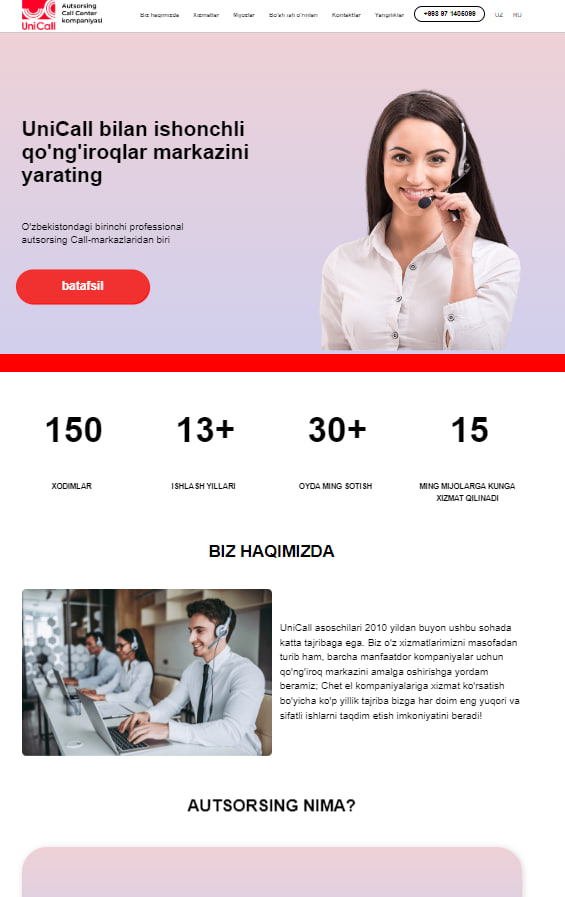 UniCall
Autsorsing
Call Center
kompaniyasi
Biz haqimizda
Xizmatlar
Mijozlar
Bo'sh ish o'rinlari
Kontaktlar
Yangiliklar
+998 97 1405099
UZ
RU
UniCall bilan ishonchli
qo'ng'iroqlar markazini
yarating
O'zbekistondagi birinchi professional
autsorsing Call-markazlaridan biri
batafsil
150
13+
30+
15
XODIMLAR
ISHLASH YILLARI
OYDA MING SOTISH
MING MIJOLARGA KUNGA
XIZMAT QILINADI
BIZ HAQIMIZDA
UniCall asoschilari 2010 yildan buyon ushbu sohada
katta tajribaga ega. Biz o'z xizmatlarimizni masofadan
turib ham, barcha manfaatdor kompaniyalar uchun
qo'ng'iroq markazini amalga oshirishga yordam
beramiz; Chet el kompaniyalariga xizmat ko'rsatish
bo'yicha ko'p yillik tajriba bizga har doim eng yuqori va
sifatli ishlarni taqdim etish imkoniyatini beradi!
AUTSORSING NIMA?